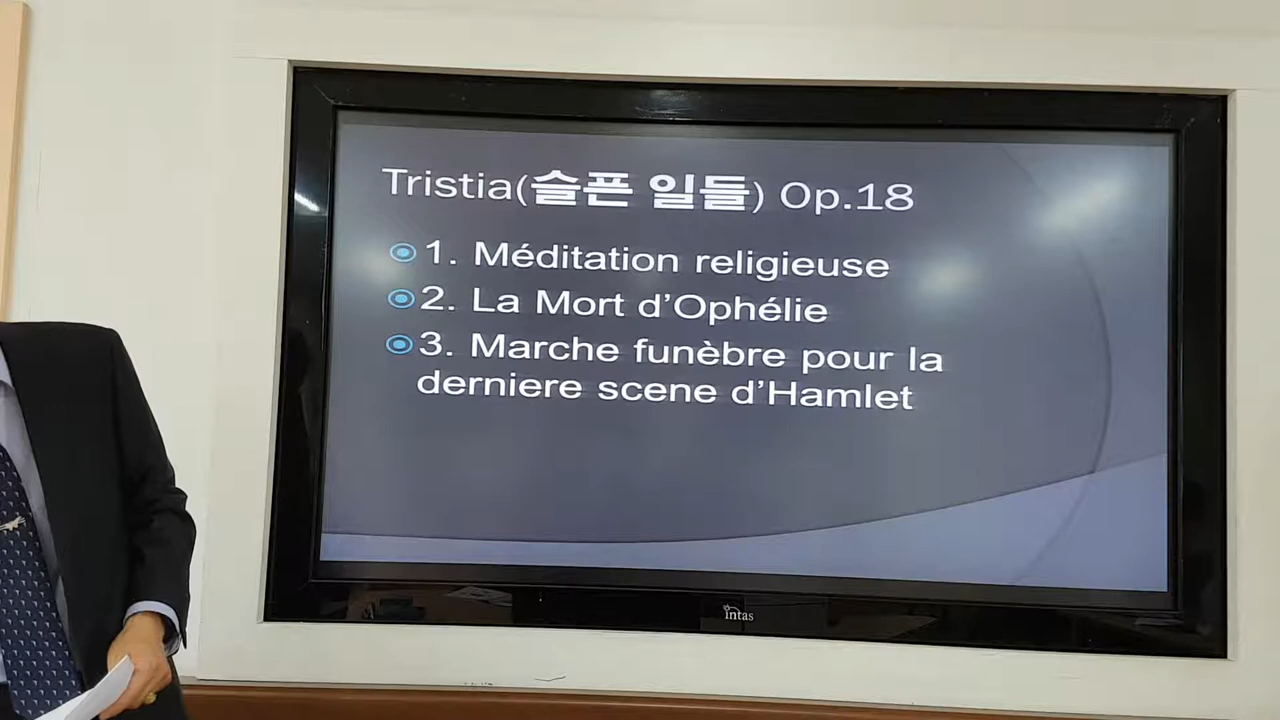 Tristia(슬픈 일들) Op.18
1. Méditation religieuse
2. La Mort d’Ophélie
3. Marche funèbre pour la
derniere scene d’Hamlet
intas